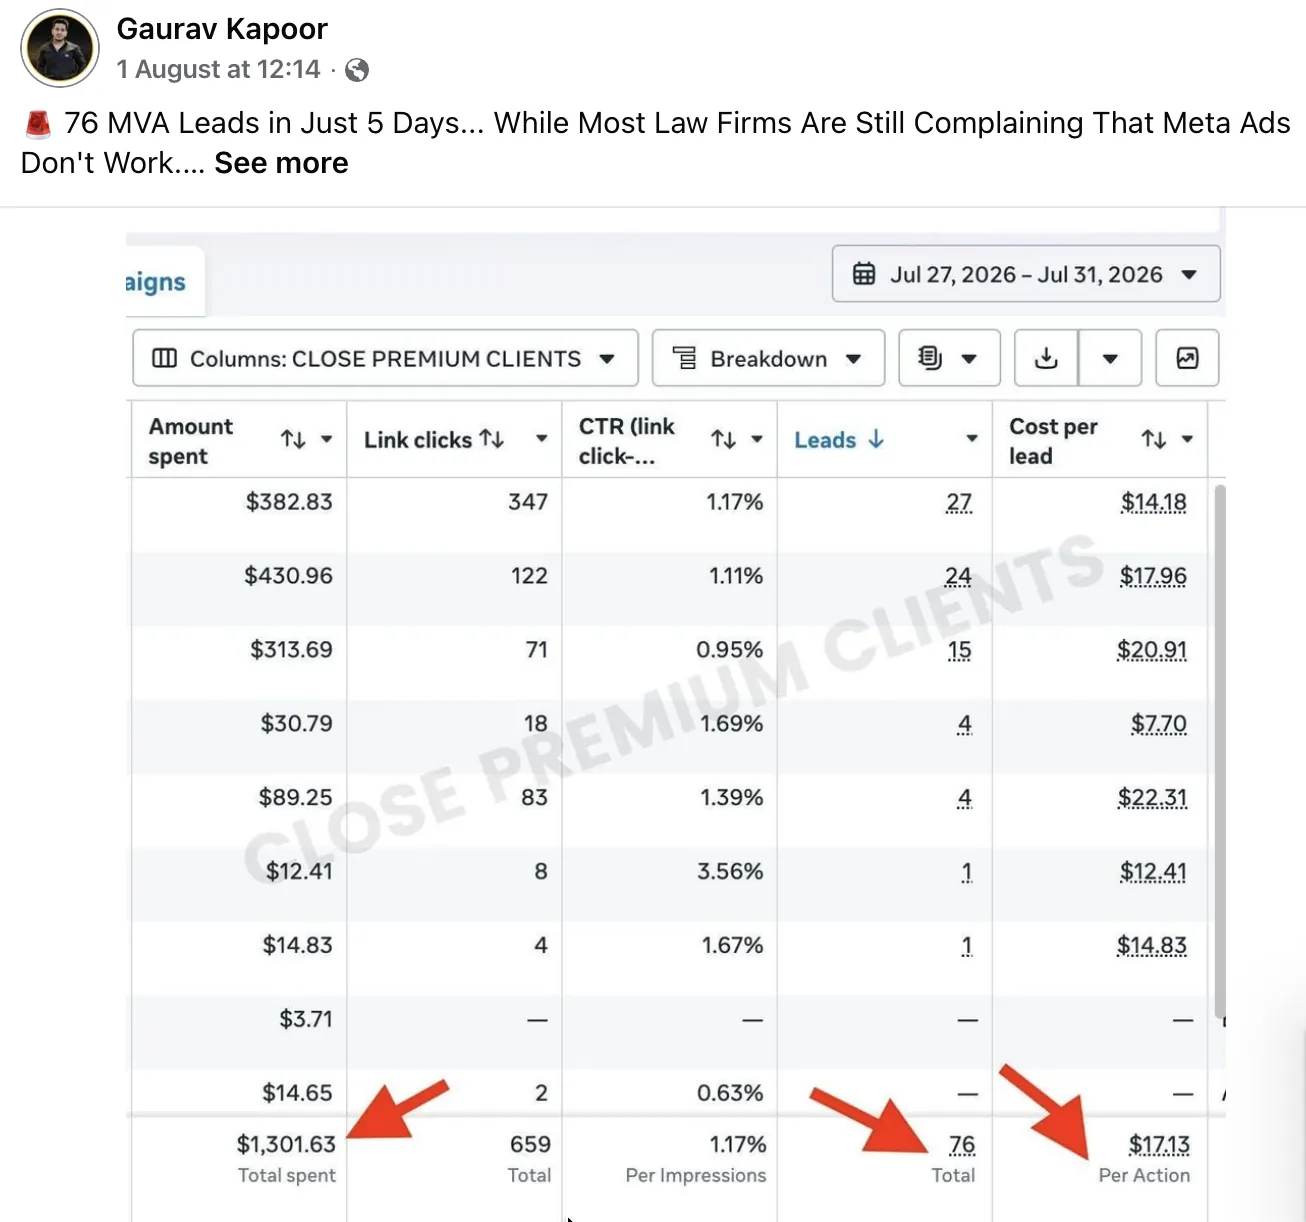 Gaurav Kapoor
1 August at 12:14 ·
🚨 76 MVA Leads in Just 5 Days... While Most Law Firms Are Still Complaining That Meta Ads
Don't Work.... See more
aigns
Jul 27, 2026 – Jul 31, 2026
Columns: CLOSE PREMIUM CLIENTS
Breakdown
Amount spent
Link clicks
CTR (link click-...
Leads
Cost per lead
$382.83 347 1.17% 27 $14.18
$430.96 122 1.11% 24 $17.96
$313.69 71 0.95% 15 $20.91
$30.79 18 1.69% 4 $7.70
$89.25 83 1.39% 4 $22.31
$12.41 8 3.56% 1 $12.41
$14.83 4 1.67% 1 $14.83
$3.71 — — — —
$14.65 2 0.63% — —
$1,301.63 659 1.17% 76 $17.13
Total spent Total Per Impressions Total Per Action
CLOSE PREMIUM CLIENTS